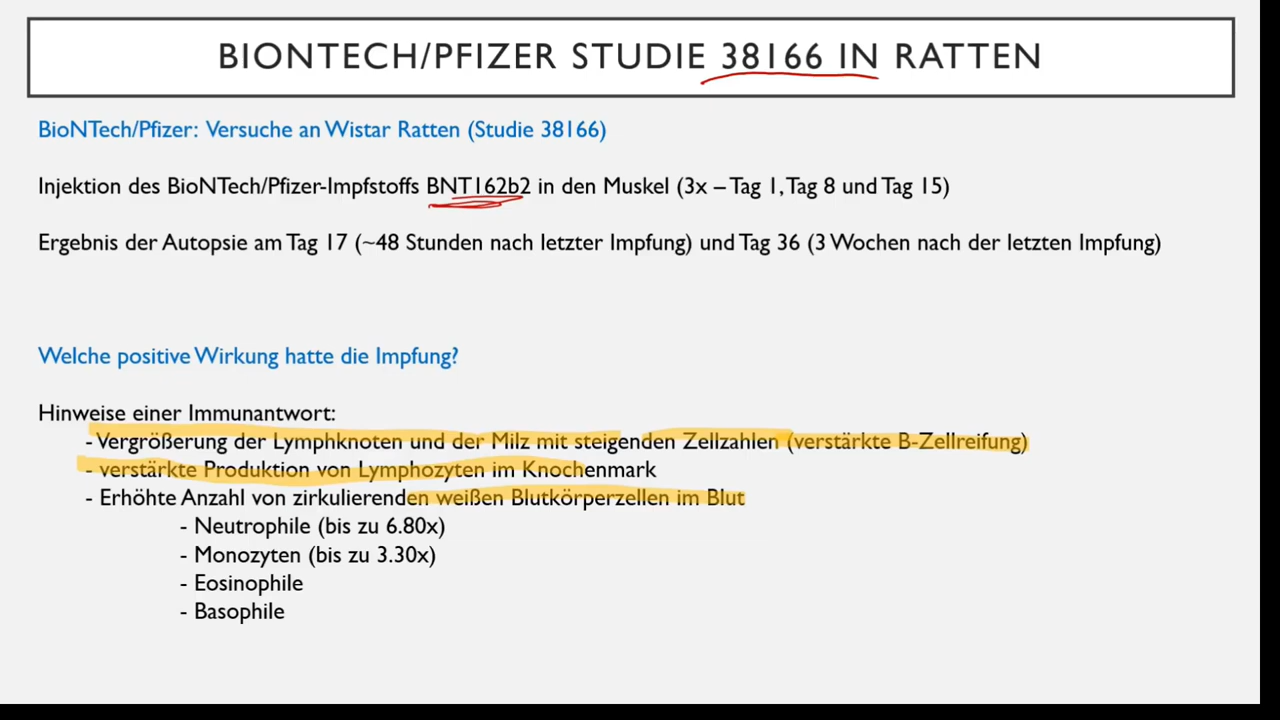 BIONTECH/PFIZER STUDIE 38166 IN RATTEN
BioNTech/Pfizer: Versuche an Wistar Ratten (Studie 38166)
Injektion des BioNTech/Pfizer-Impfstoffs BNT162b2 in den Muskel (3x – Tag 1, Tag 8 und Tag 15)
Ergebnis der Autopsie am Tag 17 (~48 Stunden nach letzter Impfung) und Tag 36 (3 Wochen nach der letzten Impfung)
Welche positive Wirkung hatte die Impfung?
Hinweise einer Immunantwort:
- Vergrößerung der Lymphknoten und der Milz mit steigenden Zellzahlen (verstärkte B-Zellreifung)
- verstärkte Produktion von Lymphozyten im Knochenmark
- Erhöhte Anzahl von zirkulierenden weißen Blutkörperzellen im Blut
- Neutrophile (bis zu 6.80x)
- Monozyten (bis zu 3.30x)
- Eosinophile
- Basophile